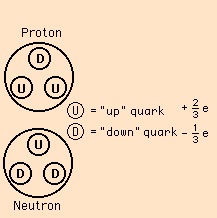 Proton
D
U U
U = "up" quark + 2/3 e
D = "down" quark − 1/3 e
U
D D
Neutron